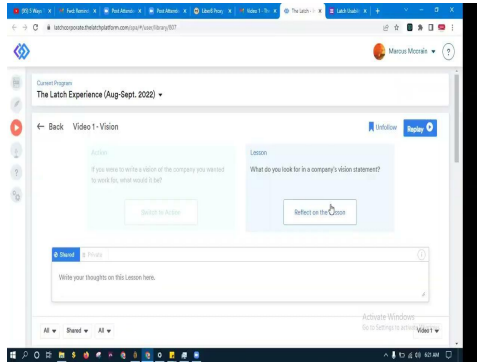 latchcorporate.thelatchplatform.com/spa/#/user/library/807
Marcus Mcorain
?
Current Program
The Latch Experience (Aug-Sept. 2022)
← Back Video 1 - Vision
Unfollow
Replay
Action
Lesson
If you were to write a vision of the company you wanted
to work for, what would it be?
What do you look for in a company's vision statement?
Switch to Action
Reflect on the Lesson
Shared
Private
Write your thoughts on this Lesson here.
Activate Windows
Go to Settings to activate
All
Shared
All
Video 1
6:21 AM